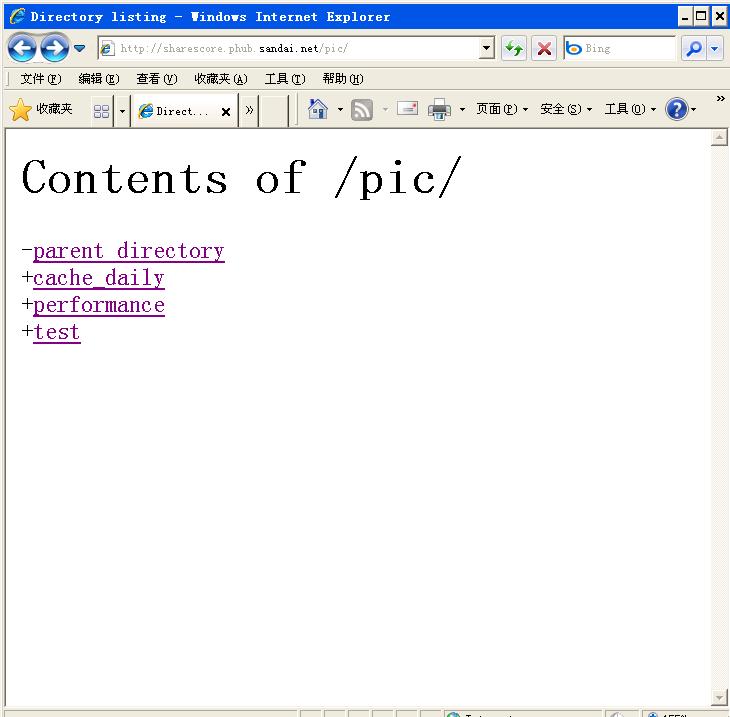 Directory listing - Windows Internet Explorer
http://sharescore.phub.sandai.net/pic/
Bing
文件(F) 编辑(E) 查看(V) 收藏夹(A) 工具(T) 帮助(H)
收藏夹 Direct... » 页面(P) 安全(S) 工具(O) »
Contents of /pic/
-parent directory
+cache_daily
+performance
+test